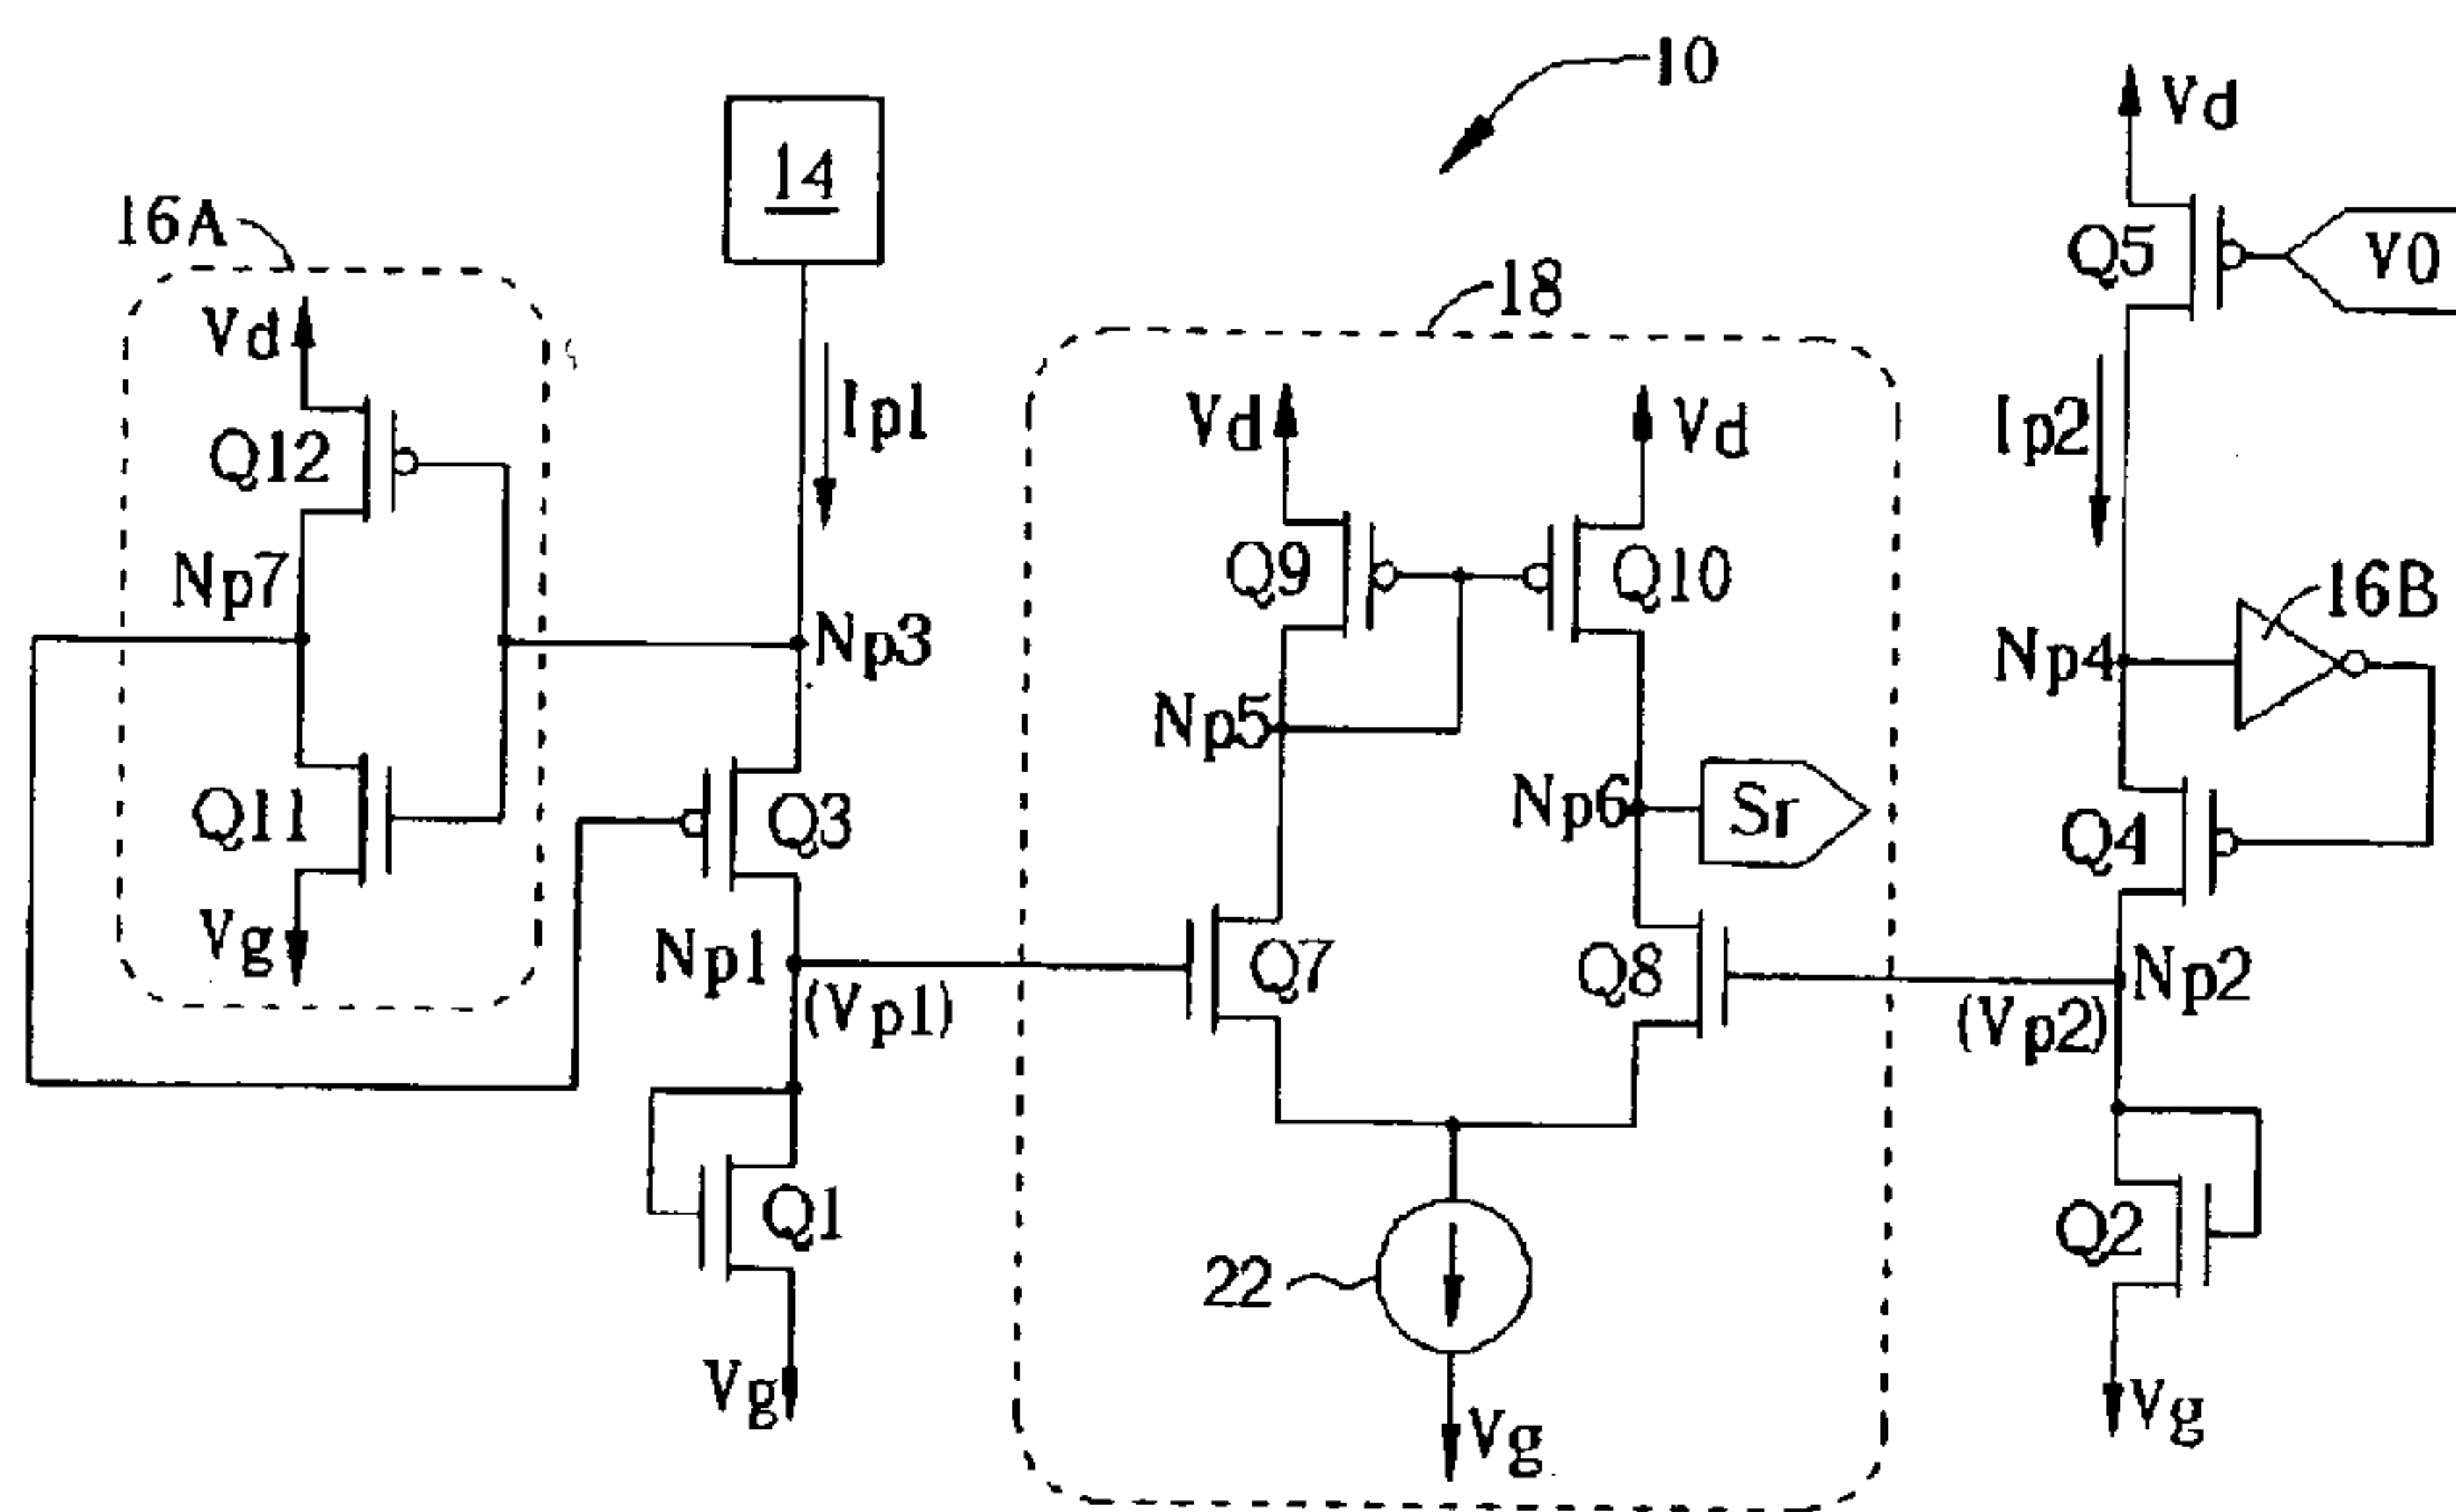 10
Vd
14
16A
Q5
V0
18
Vd
Ip1
Vd
Vd
Ip2
Q12
Q9
Q10
16B
Np7
Np3
Np4
Np5
Np6
Sr
Q11
Q3
Q4
Vg
Np1
Q7
Q8
Np2
(Vp1)
(Vp2)
Q1
Q2
22
Vg
Vg
Vg